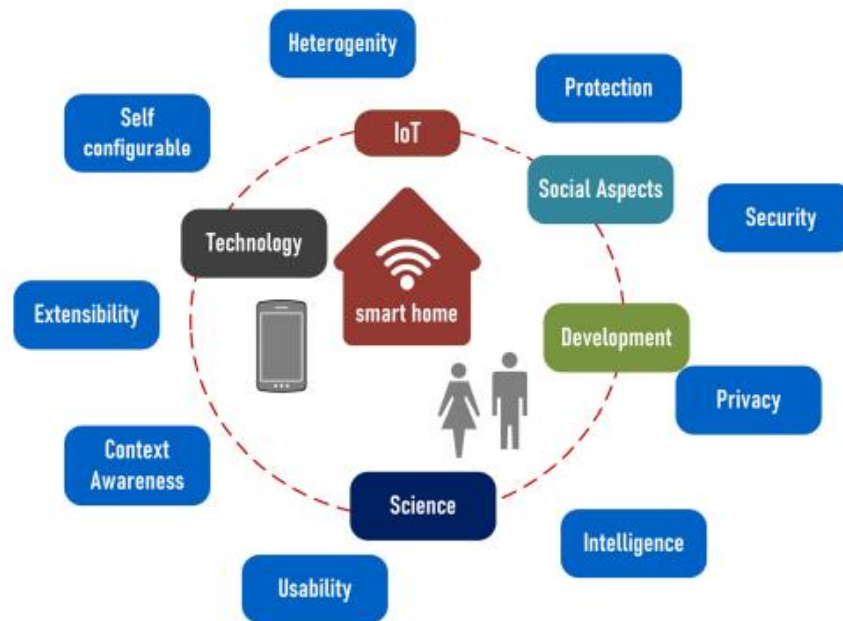 Heterogenity
Protection
Self
configurable
IoT
Social Aspects
Security
Technology
smart home
Extensibility
Development
Privacy
Context
Awareness
Science
Intelligence
Usability